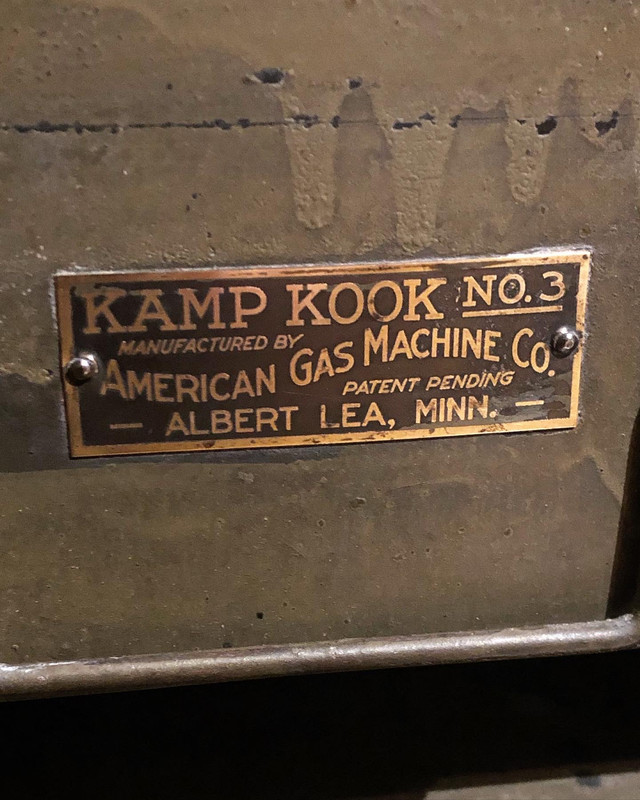 KAMP KOOK NO. 3
MANUFACTURED BY
AMERICAN GAS MACHINE CO.
PATENT PENDING
— ALBERT LEA, MINN. —